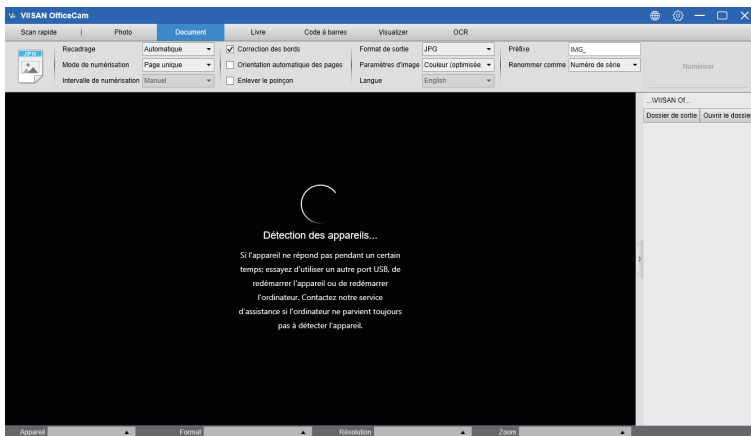 VIISAN OfficeCam
Scan rapide Photo Document Livre Code à barres Visualizer OCR
JPG Recadrage Automatique Correction des bords Format de sortie JPG Préfixe IMG_
Mode de numérisation Page unique Orientation automatique des pages Paramètres d'image Couleur (optimisée Renommer comme Numéro de série Numériser
Intervalle de numérisation Manuel Enlever le poinçon Langue English
...\VIISAN Of...
Dossier de sortie Ouvrir le dossier
Détection des appareils...
Si l'appareil ne répond pas pendant un certain
temps; essayez d'utiliser un autre port USB, de
redémarrer l'appareil ou de redémarrer
l'ordinateur. Contactez notre service
d'assistance si l'ordinateur ne parvient toujours
pas à détecter l'appareil.
Appareil Format Résolution Zoom